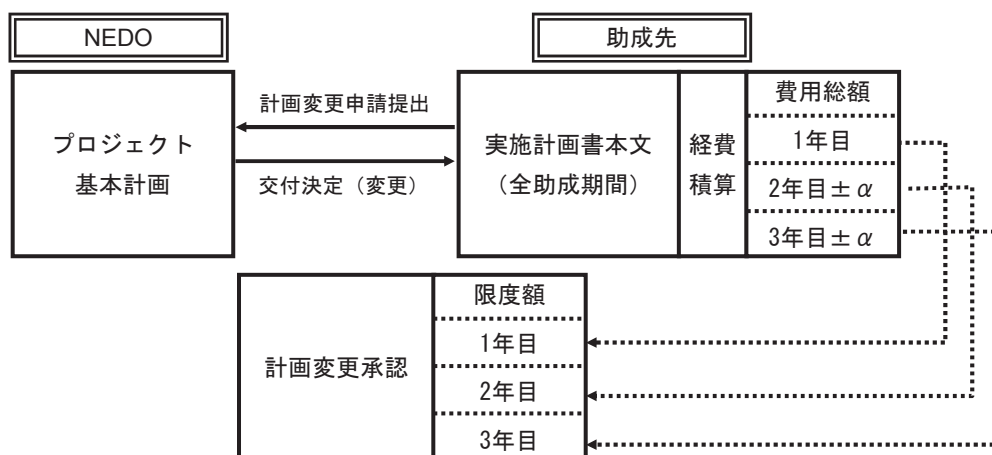 NEDO
助成先
プロジェクト
基本計画
計画変更申請提出
交付決定（変更）
実施計画書本文
（全助成期間）
経費
積算
費用総額
1年目
2年目±α
3年目±α
計画変更承認
限度額
1年目
2年目
3年目